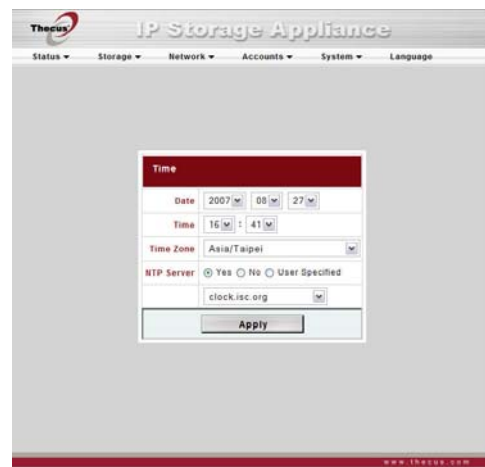 Thecus
IP Storage Appliance
Status Storage Network Accounts System Language
Time
Date 2007 08 27
Time 16 : 41
Time Zone Asia/Taipei
NTP Server Yes No User Specified
clock.isc.org
Apply
www.thecus.com